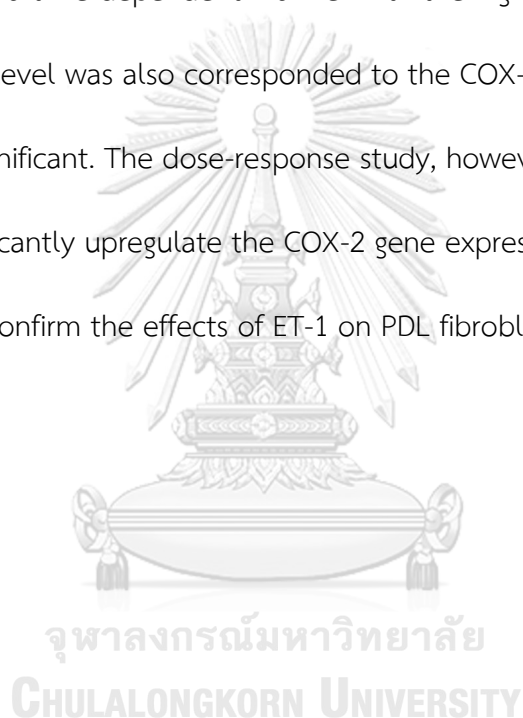 dependent
level was also corresponded to the COX-
nificant. The dose-response study, howev
cantly upregulate the COX-2 gene expres
onfirm the effects of ET-1 on PDL fibrobl
จุฬาลงกรณ์มหาวิทยาลัย
CHULALONGKORN UNIVERSITY